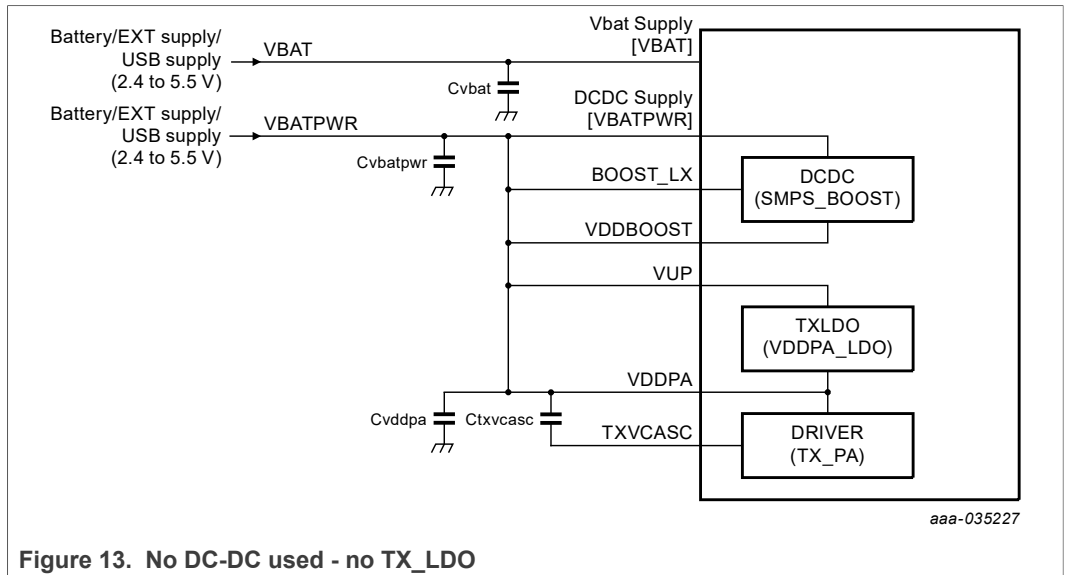 Battery/EXT supply/
USB supply
(2.4 to 5.5 V)
VBAT
Vbat Supply
[VBAT]
Cvbat
Battery/EXT supply/
USB supply
(2.4 to 5.5 V)
VBATPWR
DCDC Supply
[VBATPWR]
Cvbatpwr
BOOST_LX
DCDC
(SMPS_BOOST)
VDDBOOST
VUP
TXLDO
(VDDPA_LDO)
VDDPA
Cvddpa
Ctxvcasc
TXVCASC
DRIVER
(TX_PA)
aaa-035227
Figure 13. No DC-DC used - no TX_LDO